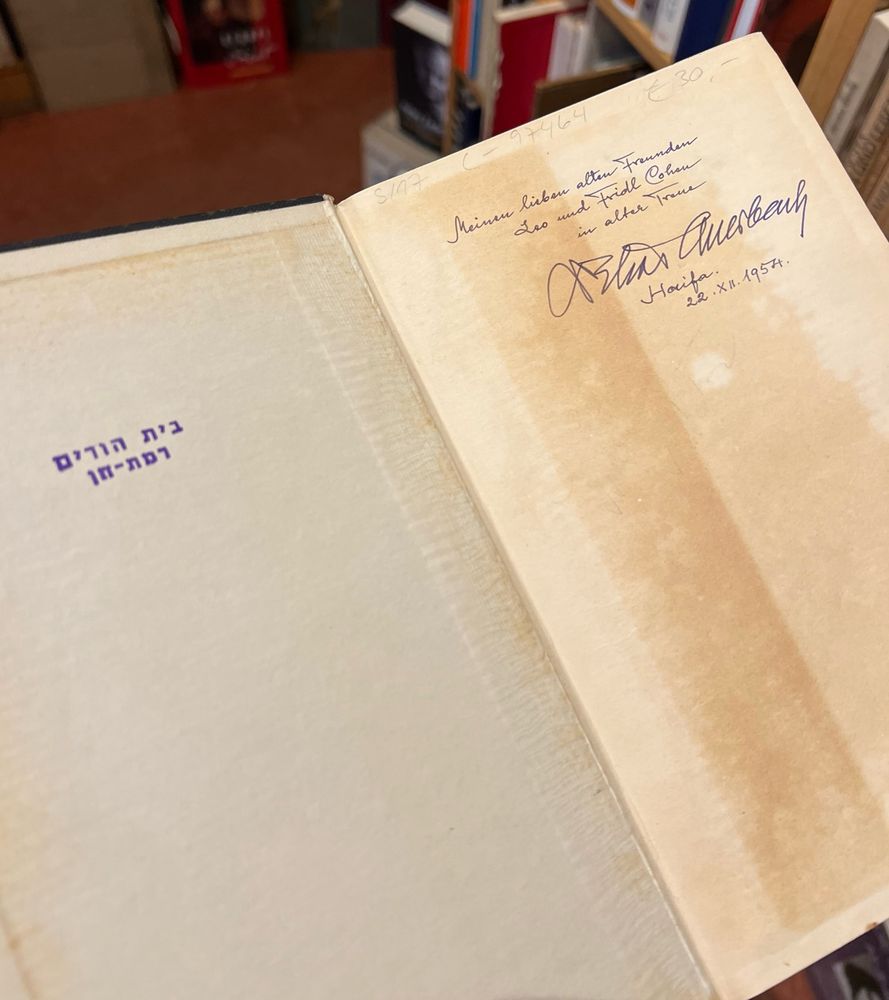 בית הורים
רמת-חן
S/17 C- 97464 € 30,-
Meinen lieben alten Freunden
Leo und Fridl Cohen
in alter Treue
Auerbach
Haifa.
22.XII.1954.